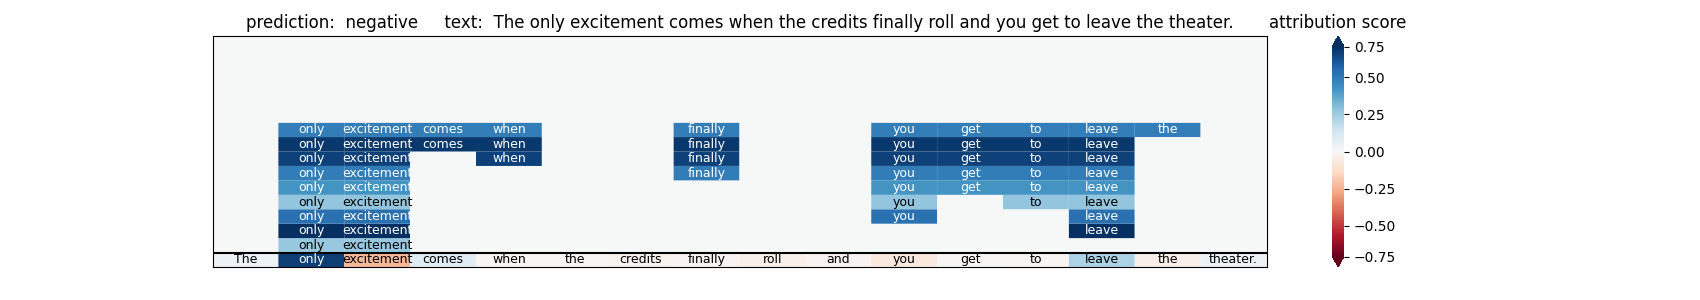 prediction: negative text: The only excitement comes when the credits finally roll and you get to leave the theater. attribution score
only excitement comes when finally you get to leave the
only excitement comes when finally you get to leave
only excitement when finally you get to leave
only excitement finally you get to leave
only excitement you get to leave
only excitement you to leave
only excitement you leave
only excitement leave
only excitement
The only excitement comes when the credits finally roll and you get to leave the theater.
0.75
0.50
0.25
0.00
−0.25
−0.50
−0.75